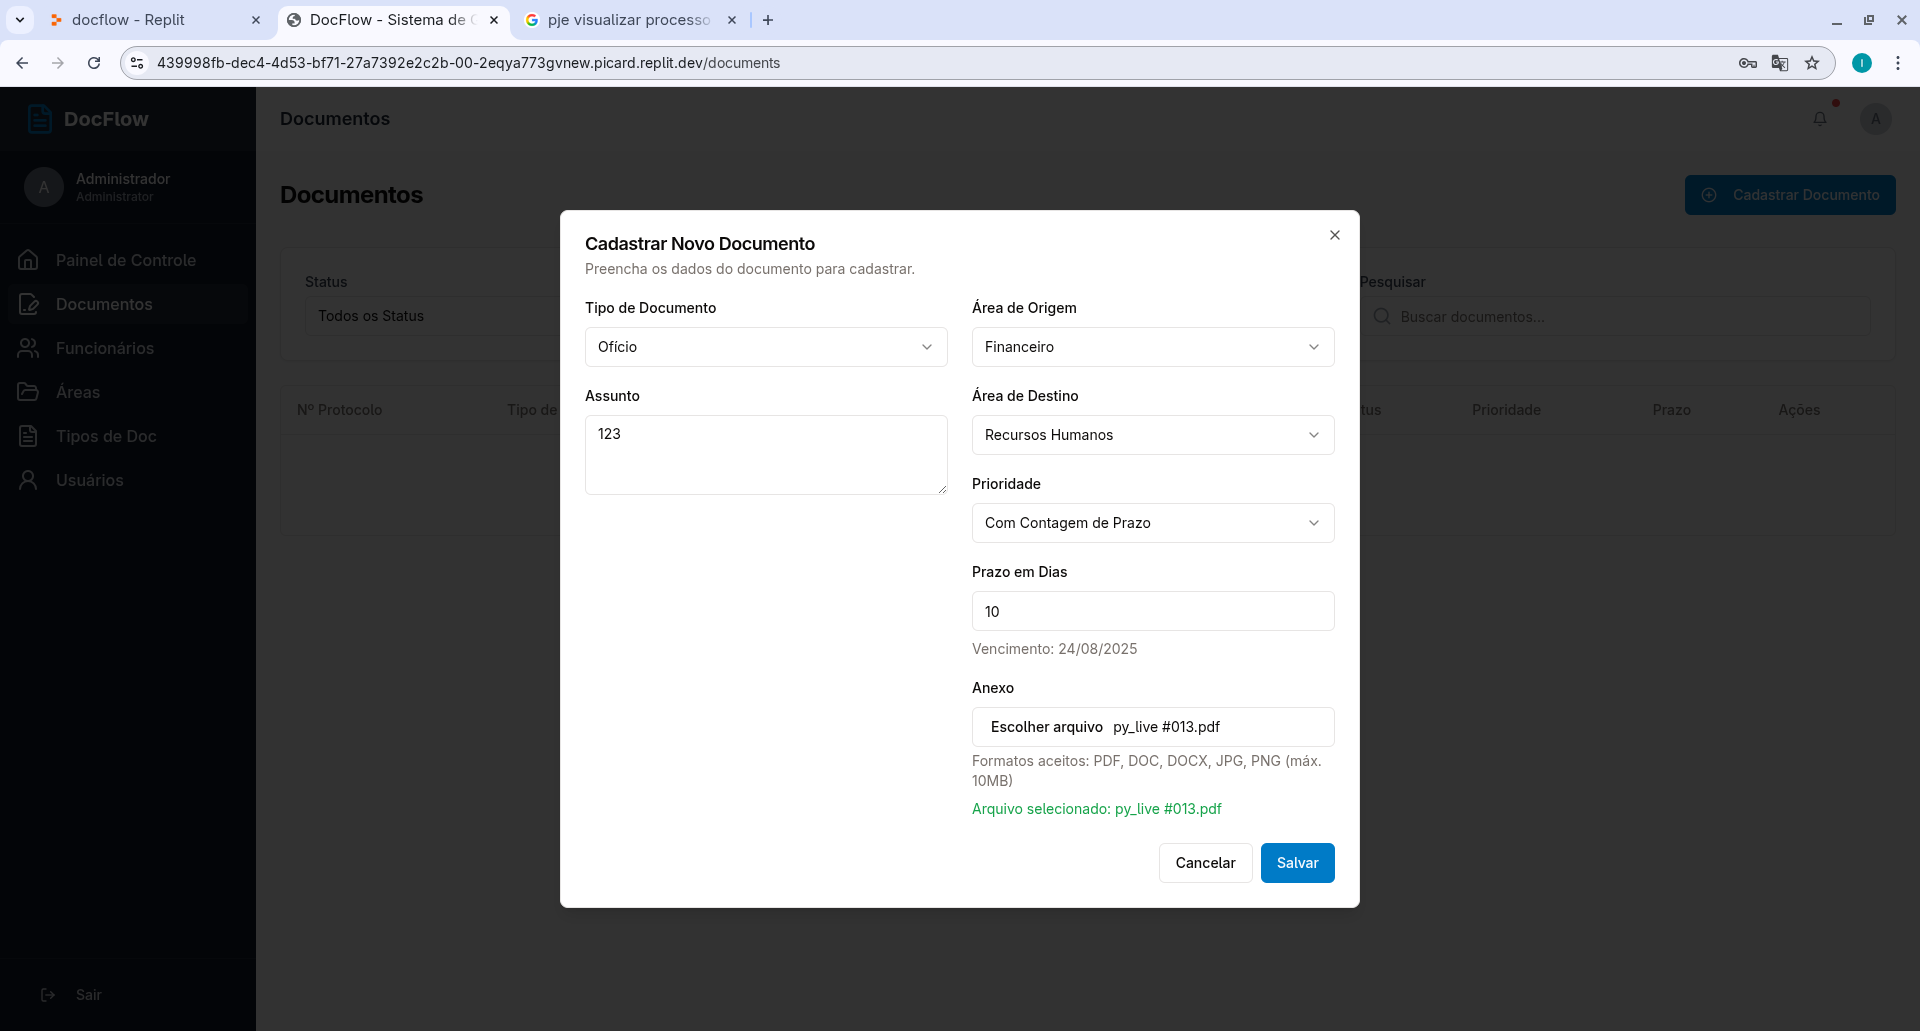 docflow - Replit
DocFlow - Sistema de
pje visualizar processo
439998fb-dec4-4d53-bf71-27a7392e2c2b-00-2eqya773gvnew.picard.replit.dev/documents
I
DocFlow
Documentos
A
A
Administrador
Administrator
Documentos
Cadastrar Documento
Painel de Controle
Documentos
Funcionários
Áreas
Tipos de Doc
Usuários
Sair
Status
Todos os Status
Pesquisar
Buscar documentos...
Nº Protocolo
Tipo de
tus
Prioridade
Prazo
Ações
Cadastrar Novo Documento
Preencha os dados do documento para cadastrar.
Tipo de Documento
Ofício
Assunto
123
Área de Origem
Financeiro
Área de Destino
Recursos Humanos
Prioridade
Com Contagem de Prazo
Prazo em Dias
10
Vencimento: 24/08/2025
Anexo
Escolher arquivo py_live #013.pdf
Formatos aceitos: PDF, DOC, DOCX, JPG, PNG (máx.
10MB)
Arquivo selecionado: py_live #013.pdf
Cancelar
Salvar